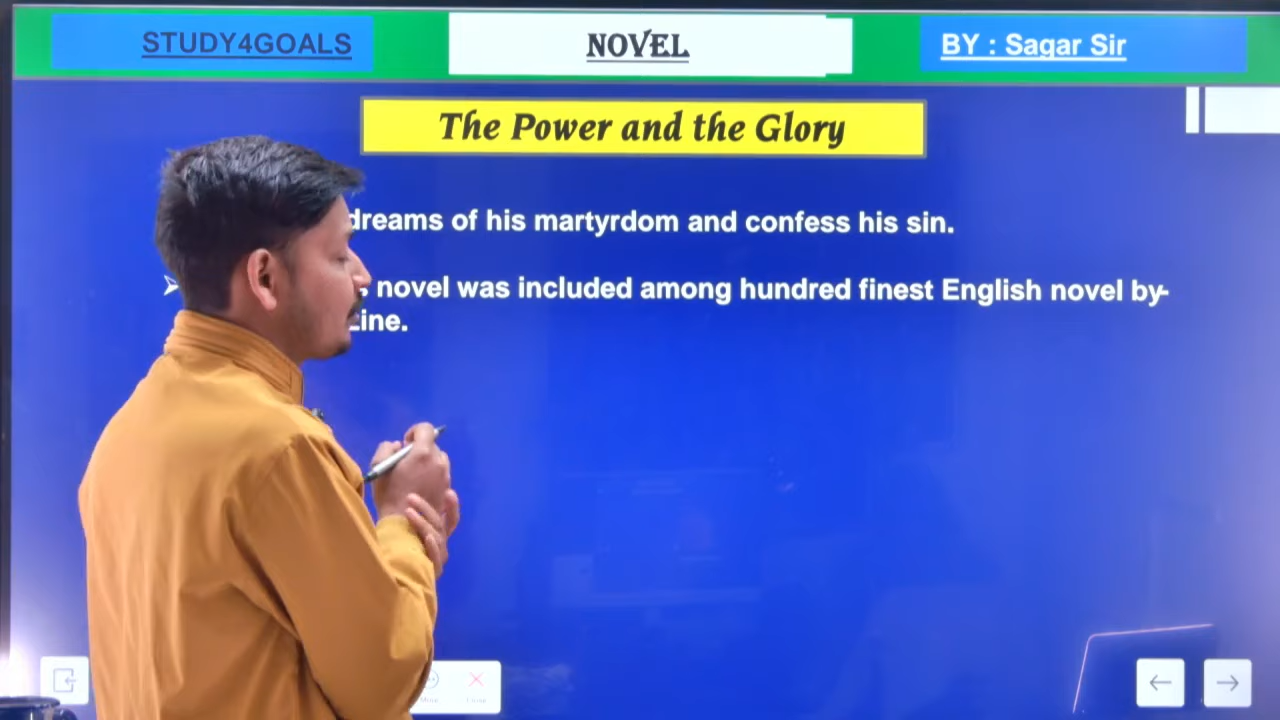 STUDY4GOALS
NOVEL
BY : Sagar Sir
The Power and the Glory
dreams of his martyrdom and confess his sin.
novel was included among hundred finest English novel by-